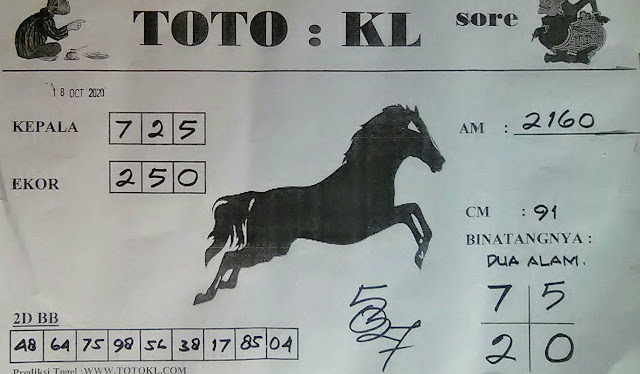 TOTO : KL sore
18 OCT 2020
KEPALA 7 2 5
AM : 2160
EKOR 2 5 0
CM : 91
BINATANGNYA :
DUA ALAM.
7 5
2 0
5
3
2
7
2D BB
48 64 75 98 56 38 17 85 04
Prediksi Togel :WWW.TOTOKL.COM